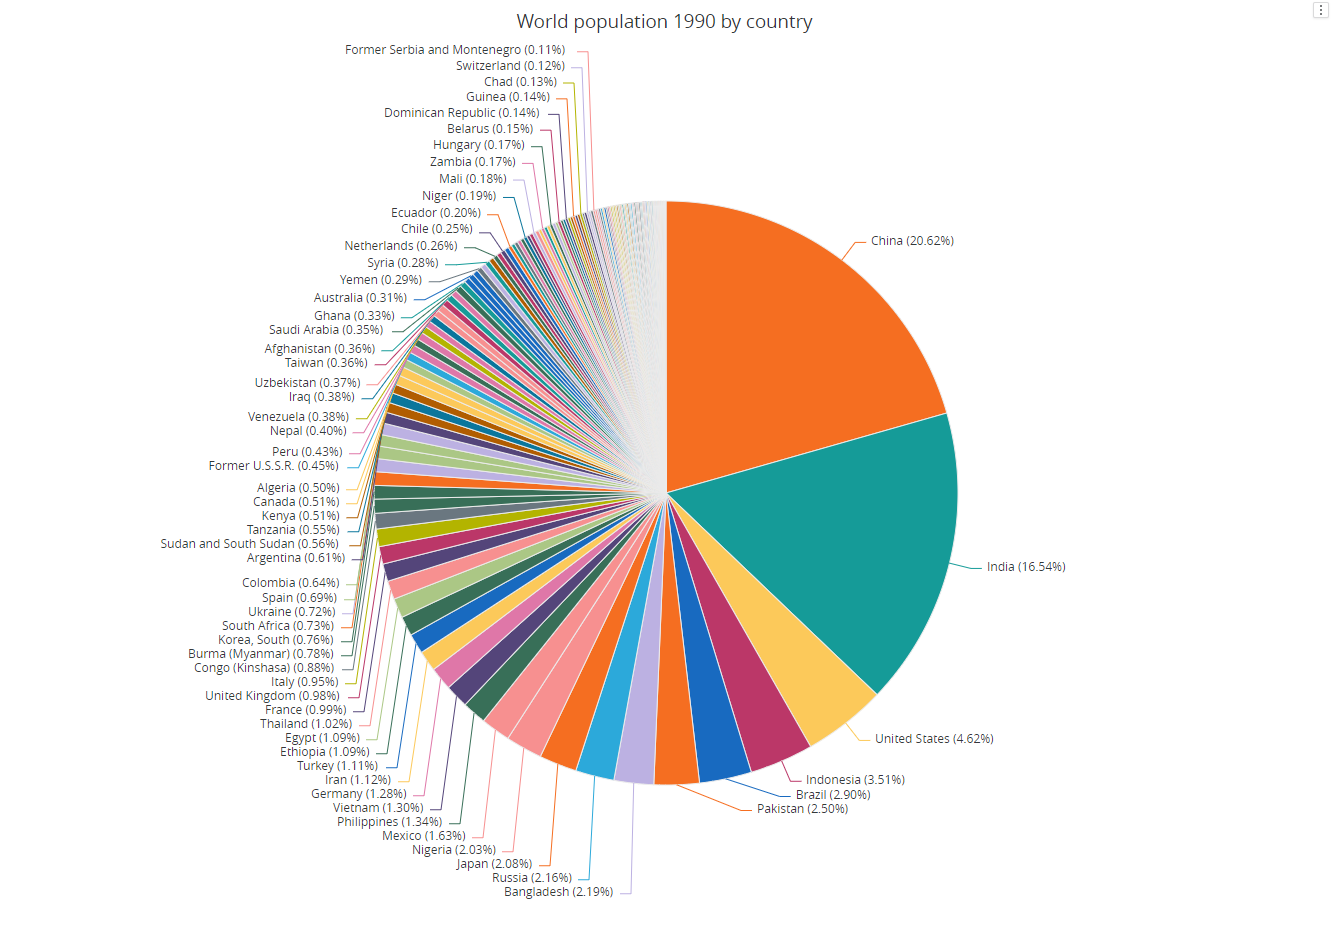 World population 1990 by country
Former Serbia and Montenegro (0.11%)
Switzerland (0.12%)
Chad (0.13%)
Guinea (0.14%)
Dominican Republic (0.14%)
Belarus (0.15%)
Hungary (0.17%)
Zambia (0.17%)
Mali (0.18%)
Niger (0.19%)
Ecuador (0.20%)
Chile (0.25%)
Netherlands (0.26%)
Syria (0.28%)
Yemen (0.29%)
Australia (0.31%)
Ghana (0.33%)
Saudi Arabia (0.35%)
Afghanistan (0.36%)
Taiwan (0.36%)
Uzbekistan (0.37%)
Iraq (0.38%)
Venezuela (0.38%)
Nepal (0.40%)
Peru (0.43%)
Former U.S.S.R. (0.45%)
Algeria (0.50%)
Canada (0.51%)
Kenya (0.51%)
Tanzania (0.55%)
Sudan and South Sudan (0.56%)
Argentina (0.61%)
Colombia (0.64%)
Spain (0.69%)
Ukraine (0.72%)
South Africa (0.73%)
Korea, South (0.76%)
Burma (Myanmar) (0.78%)
Congo (Kinshasa) (0.88%)
Italy (0.95%)
United Kingdom (0.98%)
France (0.99%)
Thailand (1.02%)
Egypt (1.09%)
Ethiopia (1.09%)
Turkey (1.11%)
Iran (1.12%)
Germany (1.28%)
Vietnam (1.30%)
Philippines (1.34%)
Mexico (1.63%)
Nigeria (2.03%)
Japan (2.08%)
Russia (2.16%)
Bangladesh (2.19%)
China (20.62%)
India (16.54%)
United States (4.62%)
Indonesia (3.51%)
Brazil (2.90%)
Pakistan (2.50%)